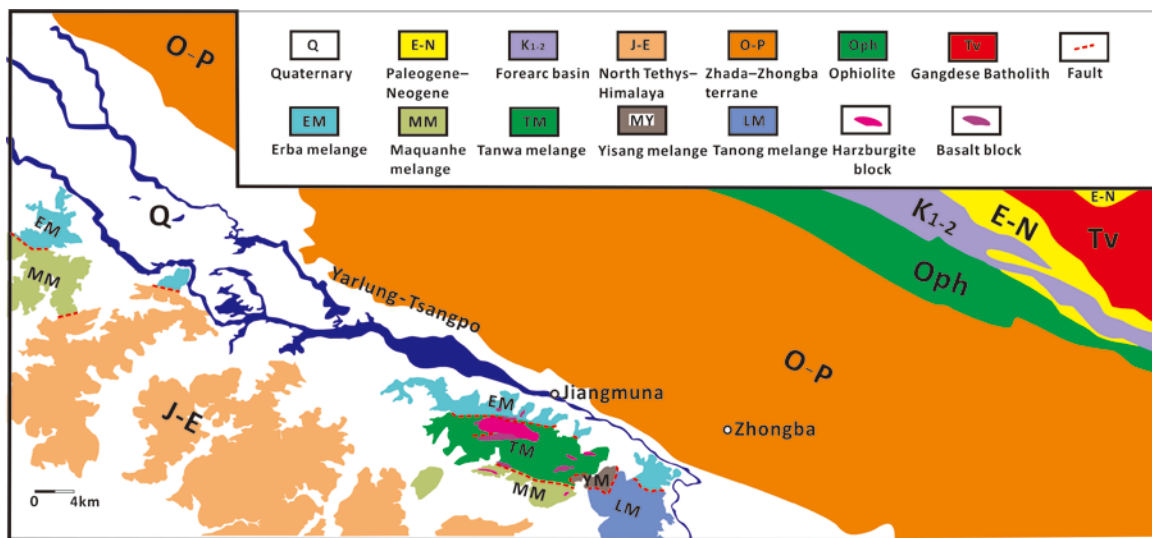 O-P
Q
E-N
K1-2
J-E
O-P
Oph
Tv
Quaternary
Paleogene–
Neogene
Forearc basin
North Tethys–
Himalaya
Zhada–Zhongba
terrane
Ophiolite
Gangdese Batholith
Fault
EM
MM
TM
MY
LM
Erba melange
Maquanhe
melange
Tanwa melange
Yisang melange
Tanong melange
Harzburgite
block
Basalt block
E-N
K1-2
E-N
Tv
Q
EM
MM
Oph
Yarlung-Tsangpo
O-P
Jiangmuna
EM
J-E
Zhongba
TM
MM
YM
LM
0 4km